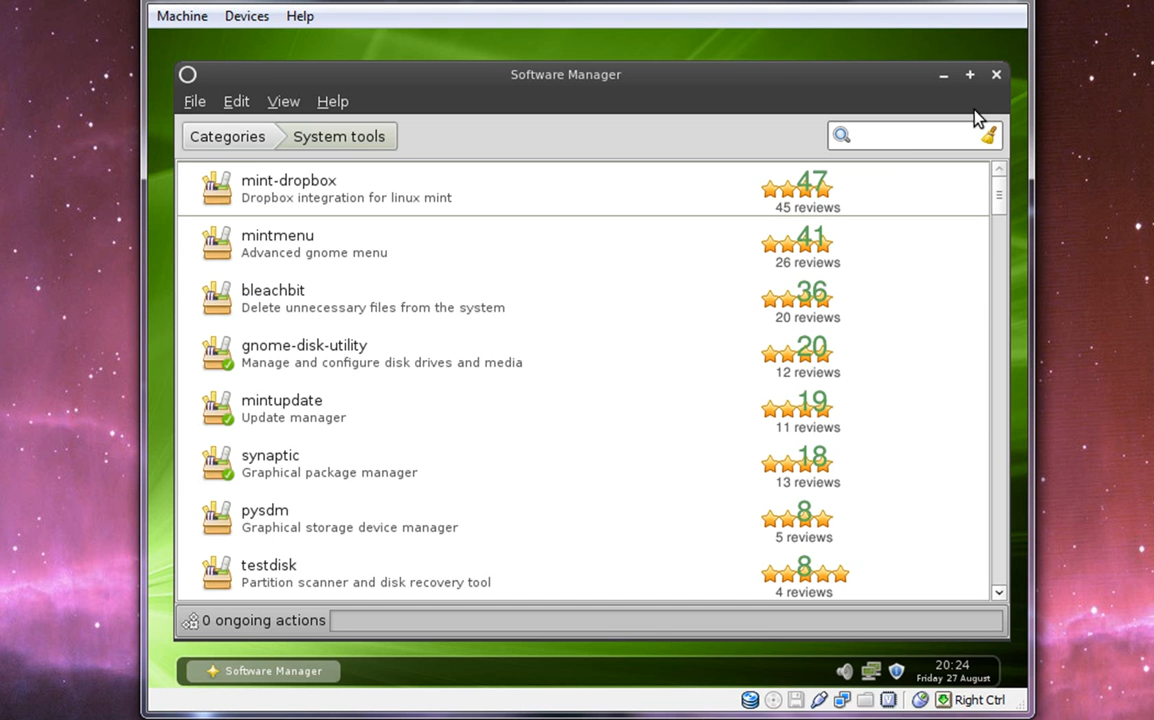 Machine Devices Help
Software Manager
File Edit View Help
Categories System tools
mint-dropbox
Dropbox integration for linux mint
47
45 reviews
mintmenu
Advanced gnome menu
41
26 reviews
bleachbit
Delete unnecessary files from the system
36
20 reviews
gnome-disk-utility
Manage and configure disk drives and media
20
12 reviews
mintupdate
Update manager
19
11 reviews
synaptic
Graphical package manager
18
13 reviews
pysdm
Graphical storage device manager
8
5 reviews
testdisk
Partition scanner and disk recovery tool
8
4 reviews
0 ongoing actions
Software Manager
20:24
Friday 27 August
Right Ctrl